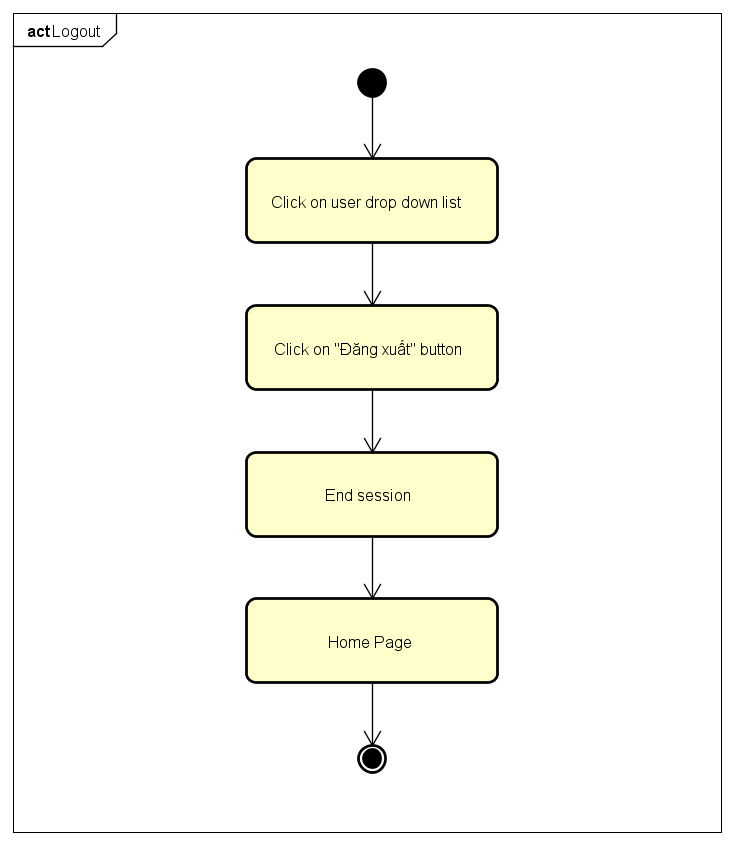 act Logout
Click on user drop down list
Click on "Đăng xuất" button
End session
Home Page